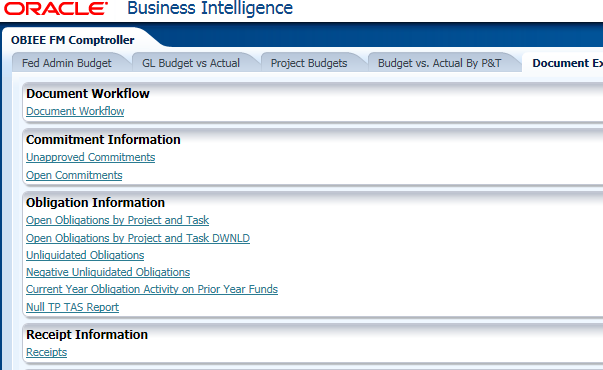 ORACLE Business Intelligence
OBIEE FM Comptroller
Fed Admin Budget GL Budget vs Actual Project Budgets Budget vs. Actual By P&T Document Ex
Document Workflow
Document Workflow
Commitment Information
Unapproved Commitments
Open Commitments
Obligation Information
Open Obligations by Project and Task
Open Obligations by Project and Task DWNLD
Unliquidated Obligations
Negative Unliquidated Obligations
Current Year Obligation Activity on Prior Year Funds
Null TP TAS Report
Receipt Information
Receipts